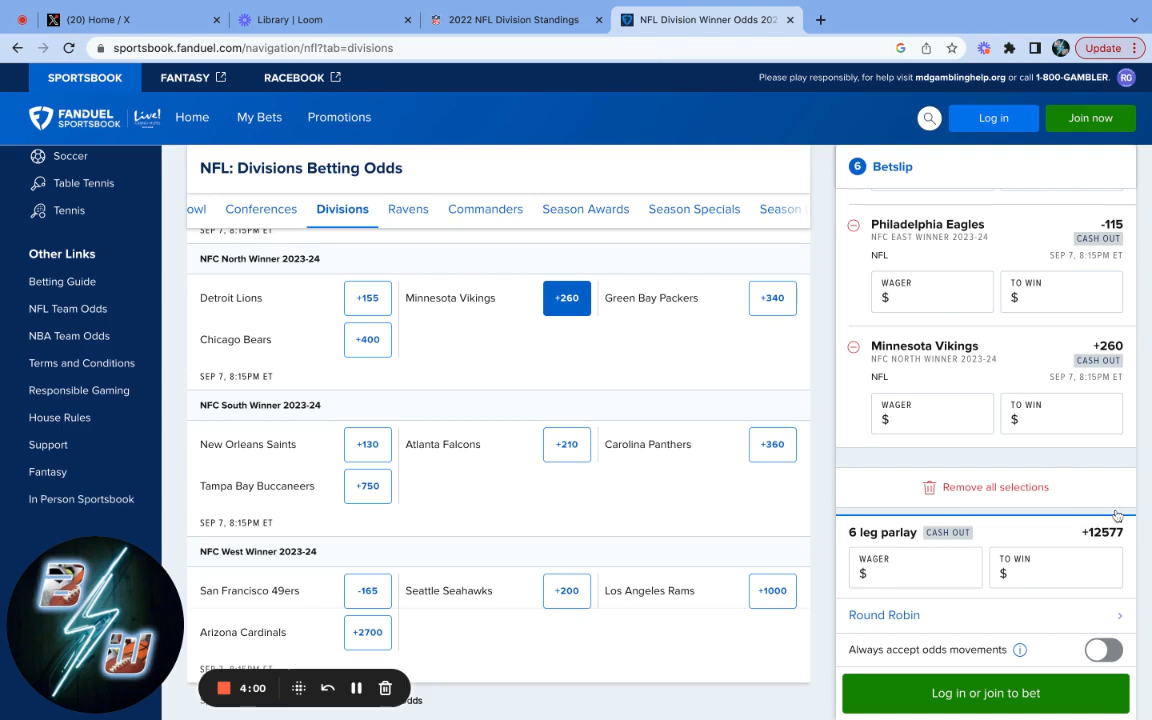 (20) Home / X
Library | Loom
2022 NFL Division Standings
NFL Division Winner Odds 202
sportsbook.fanduel.com/navigation/nfl?tab=divisions
Update
SPORTSBOOK
FANTASY
RACEBOOK
Please play responsibly, for help visit mdgamblinghelp.org or call 1-800-GAMBLER.
RG
FANDUEL
SPORTSBOOK
Live!
Home
My Bets
Promotions
Log in
Join now
Soccer
Table Tennis
Tennis
Other Links
Betting Guide
NFL Team Odds
NBA Team Odds
Terms and Conditions
Responsible Gaming
House Rules
Support
Fantasy
In Person Sportsbook
NFL: Divisions Betting Odds
owl
Conferences
Divisions
Ravens
Commanders
Season Awards
Season Specials
Season
SEP 7, 8:15PM ET
NFC North Winner 2023-24
Detroit Lions +155 Minnesota Vikings +260 Green Bay Packers +340
Chicago Bears +400
SEP 7, 8:15PM ET
NFC South Winner 2023-24
New Orleans Saints +130 Atlanta Falcons +210 Carolina Panthers +360
Tampa Bay Buccaneers +750
SEP 7, 8:15PM ET
NFC West Winner 2023-24
San Francisco 49ers -165 Seattle Seahawks +200 Los Angeles Rams +1000
Arizona Cardinals +2700
SEP 7, 8:15PM ET
dds
4:00
6 Betslip
Philadelphia Eagles -115
NFC EAST WINNER 2023-24 CASH OUT
NFL SEP 7, 8:15PM ET
WAGER TO WIN
$ $
Minnesota Vikings +260
NFC NORTH WINNER 2023-24 CASH OUT
NFL SEP 7, 8:15PM ET
WAGER TO WIN
$ $
Remove all selections
6 leg parlay CASH OUT +12577
WAGER TO WIN
$ $
Round Robin
Always accept odds movements
Log in or join to bet